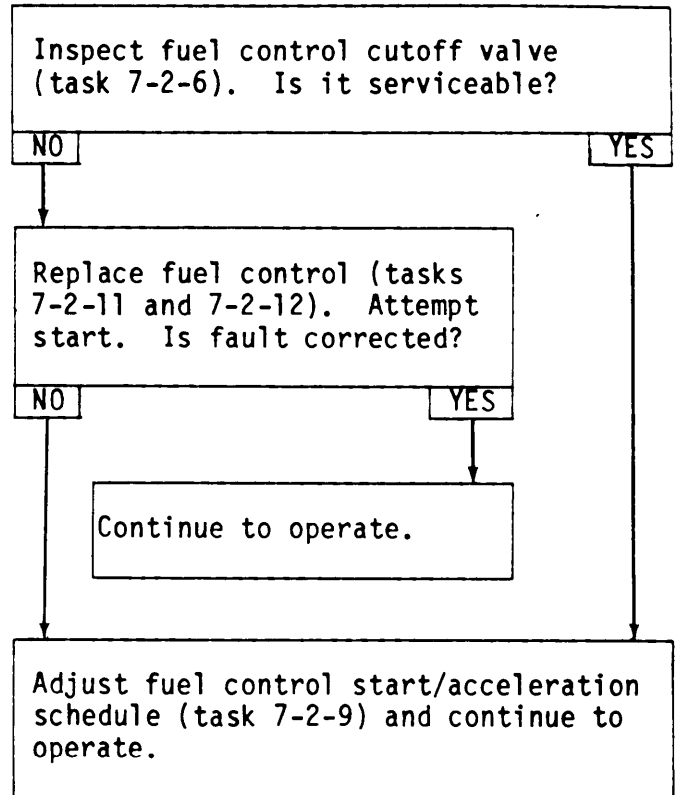 Inspect fuel control cutoff valve
(task 7-2-6). Is it serviceable?
NO
YES
Replace fuel control (tasks
7-2-11 and 7-2-12). Attempt
start. Is fault corrected?
NO
YES
Continue to operate.
Adjust fuel control start/acceleration
schedule (task 7-2-9) and continue to
operate.